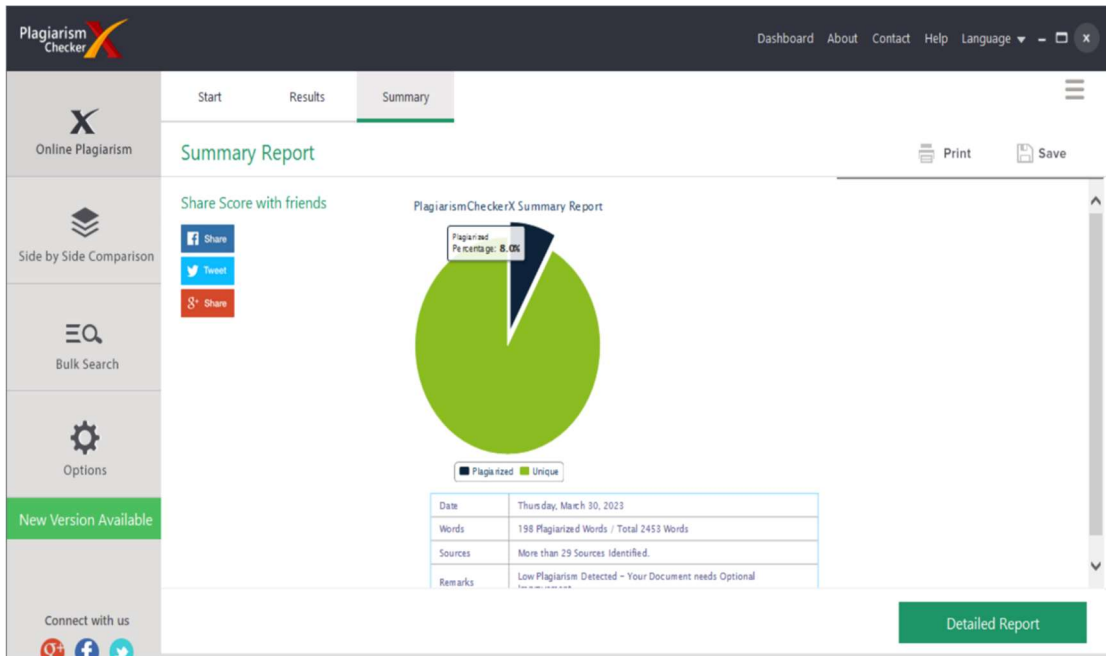 Plagiarism
Checker X
Dashboard About Contact Help Language
Start Results Summary
Online Plagiarism
Summary Report
Print Save
Share Score with friends
PlagiarismCheckerX Summary Report
Share
Tweet
Share
Plagiarized
Percentage: 8.0%
Side by Side Comparison
Bulk Search
Options
Plagiarized Unique
New Version Available
Date Thursday, March 30, 2023
Words 198 Plagiarized Words / Total 2453 Words
Sources More than 29 Sources Identified.
Remarks Low Plagiarism Detected – Your Document needs Optional
Connect with us
Detailed Report